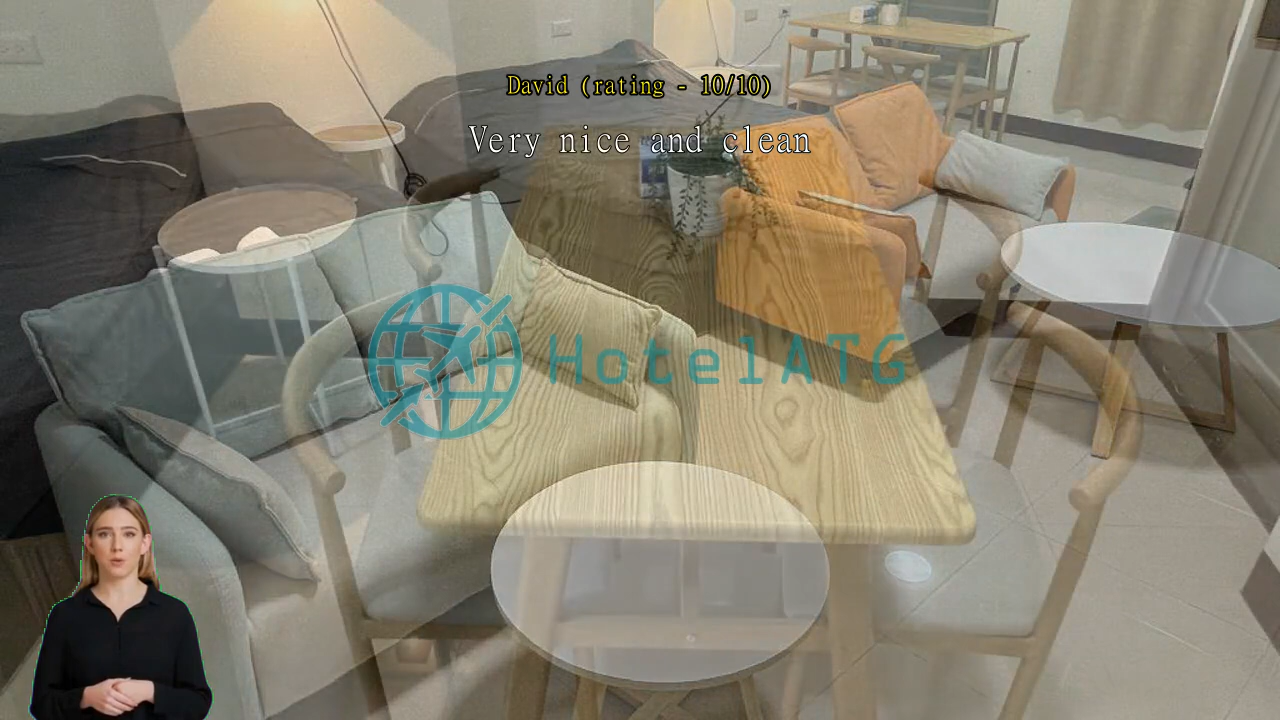 David (rating - 10/10)
Very nice and clean
HotelATG